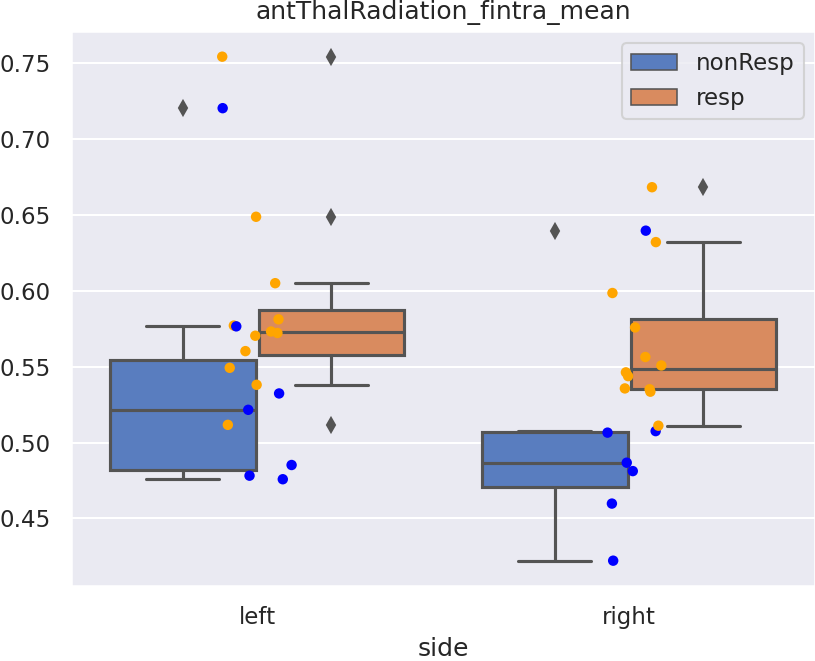 antThalRadiation_fintra_mean
nonResp
resp
0.75
0.70
0.65
0.60
0.55
0.50
0.45
left
right
side